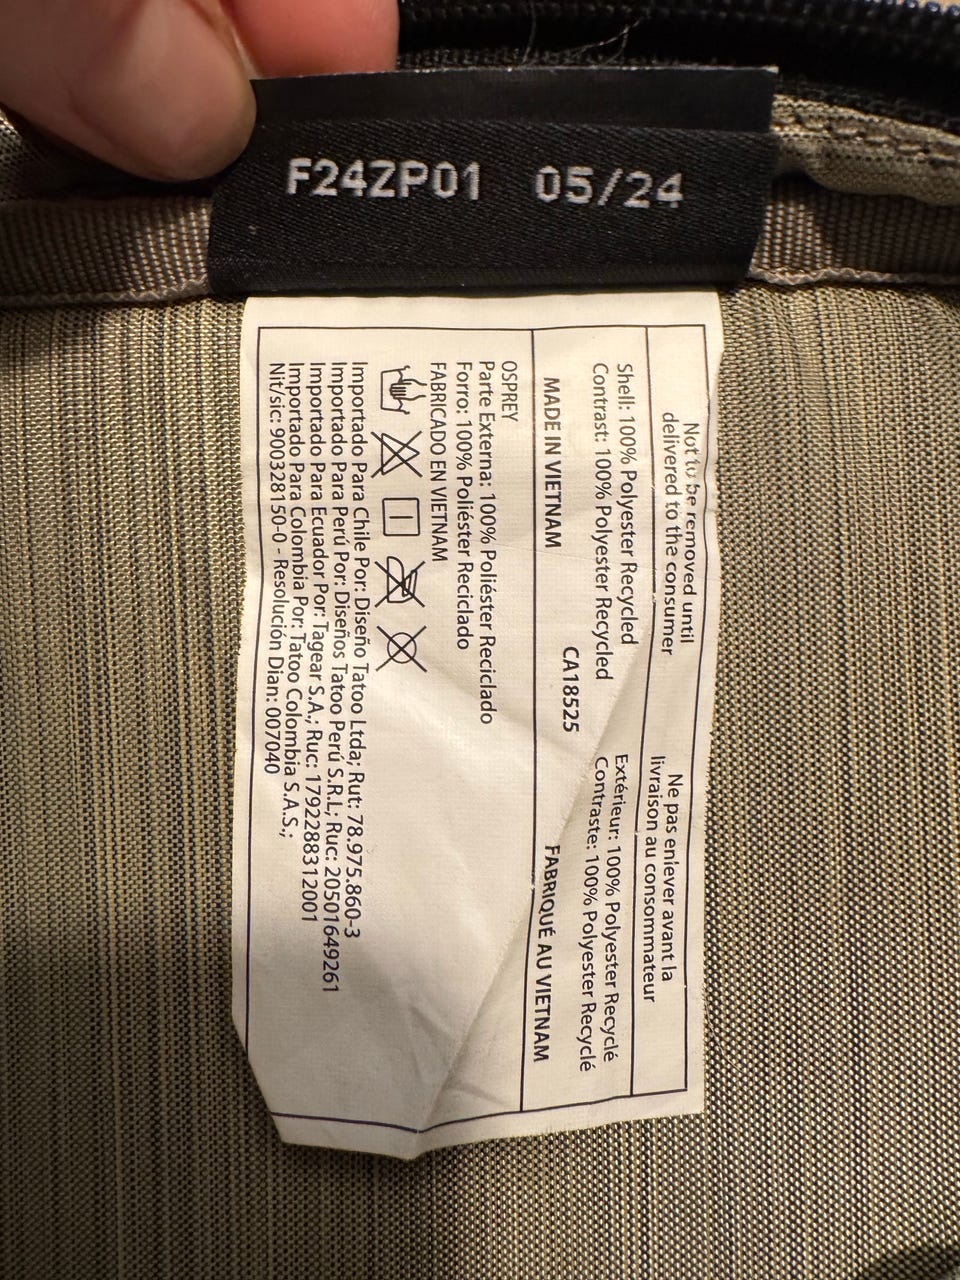 F24ZP01 05/24
Not to be removed until
delivered to the consumer
Ne pas enlever avant la
livraison au consommateur
Shell: 100% Polyester Recycled
Contrast: 100% Polyester Recycled
Extérieur: 100% Polyester Recyclé
Contraste: 100% Polyester Recyclé
CA18525
MADE IN VIETNAM
FABRIQUÉ AU VIETNAM
OSPREY
Parte Externa: 100% Poliéster Reciclado
Forro: 100% Poliéster Reciclado
FABRICADO EN VIETNAM
Importado Para Chile Por: Diseño Tatoo Ltda; Rut: 78.975.860-3
Importado Para Perú Por: Diseños Tatoo Perú S.R.L; Ruc: 20501649261
Importado Para Ecuador Por: Tagear S.A.; Ruc: 1792288312001
Importado Para Colombia Por: Tatoo Colombia S.A.S.;
Nit/sic: 900328150-0 - Resolución Dian: 007040